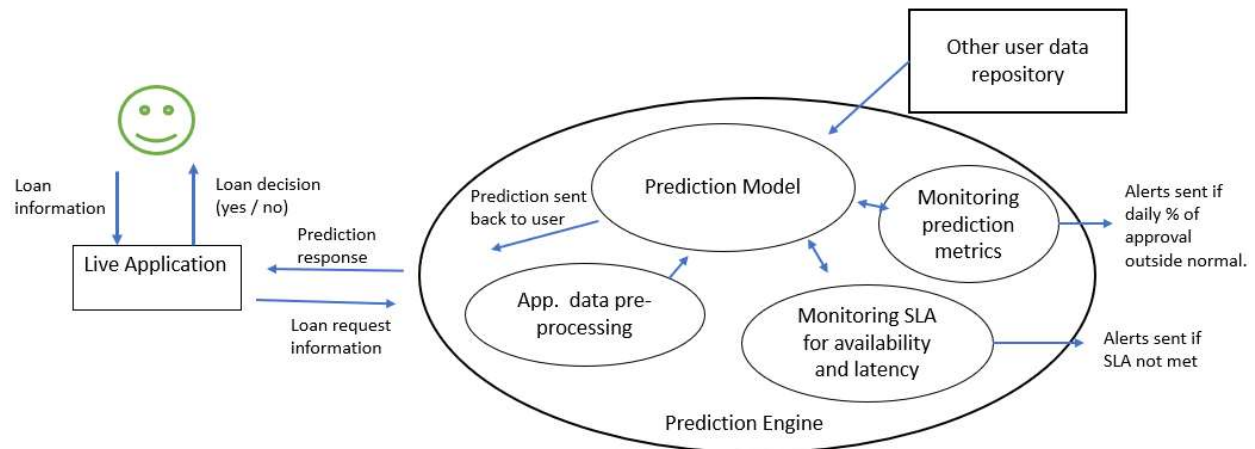 Other user data
repository
Loan
information
Loan decision
(yes / no)
Live Application
Prediction
response
Loan request
information
Prediction sent
back to user
Prediction Model
App.  data pre-
processing
Monitoring
prediction
metrics
Monitoring SLA
for availability
and latency
Prediction Engine
Alerts sent if
daily % of
approval
outside normal.
Alerts sent if
SLA not met